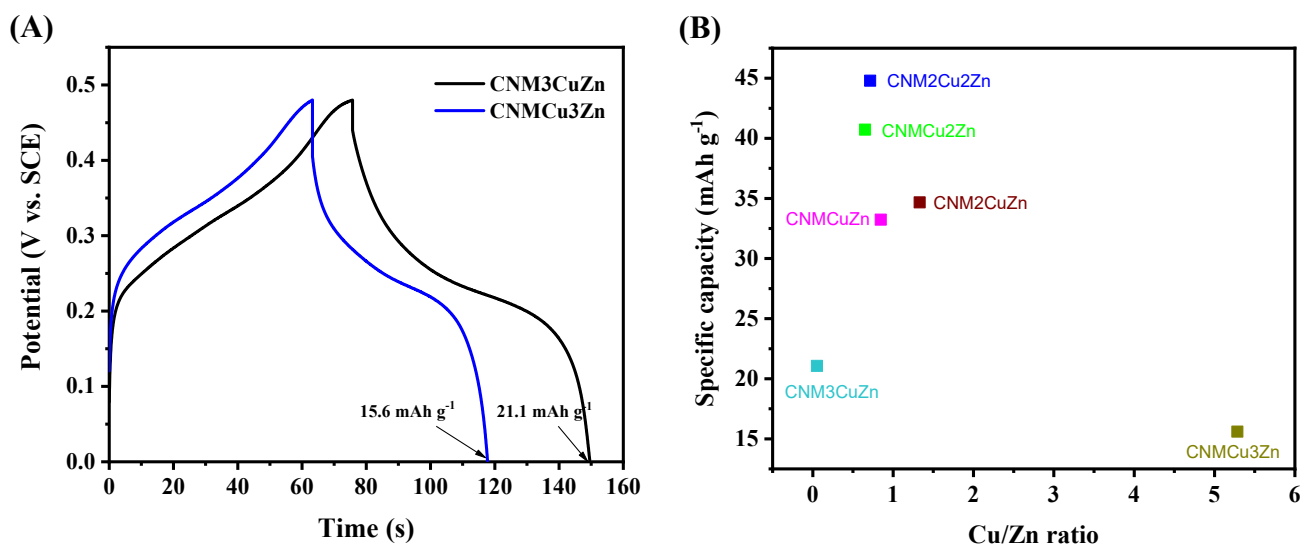 (A)
Potential (V vs. SCE)
0.5
0.4
0.3
0.2
0.1
0.0
CNM3CuZn
CNMCu3Zn
15.6 mAh g⁻¹
21.1 mAh g⁻¹
0 20 40 60 80 100 120 140 160
Time (s)
(B)
Specific capacity (mAh g⁻¹)
45
40
35
30
25
20
15
CNM2Cu2Zn
CNMCu2Zn
CNM2CuZn
CNMCuZn
CNM3CuZn
CNMCu3Zn
0 1 2 3 4 5 6
Cu/Zn ratio